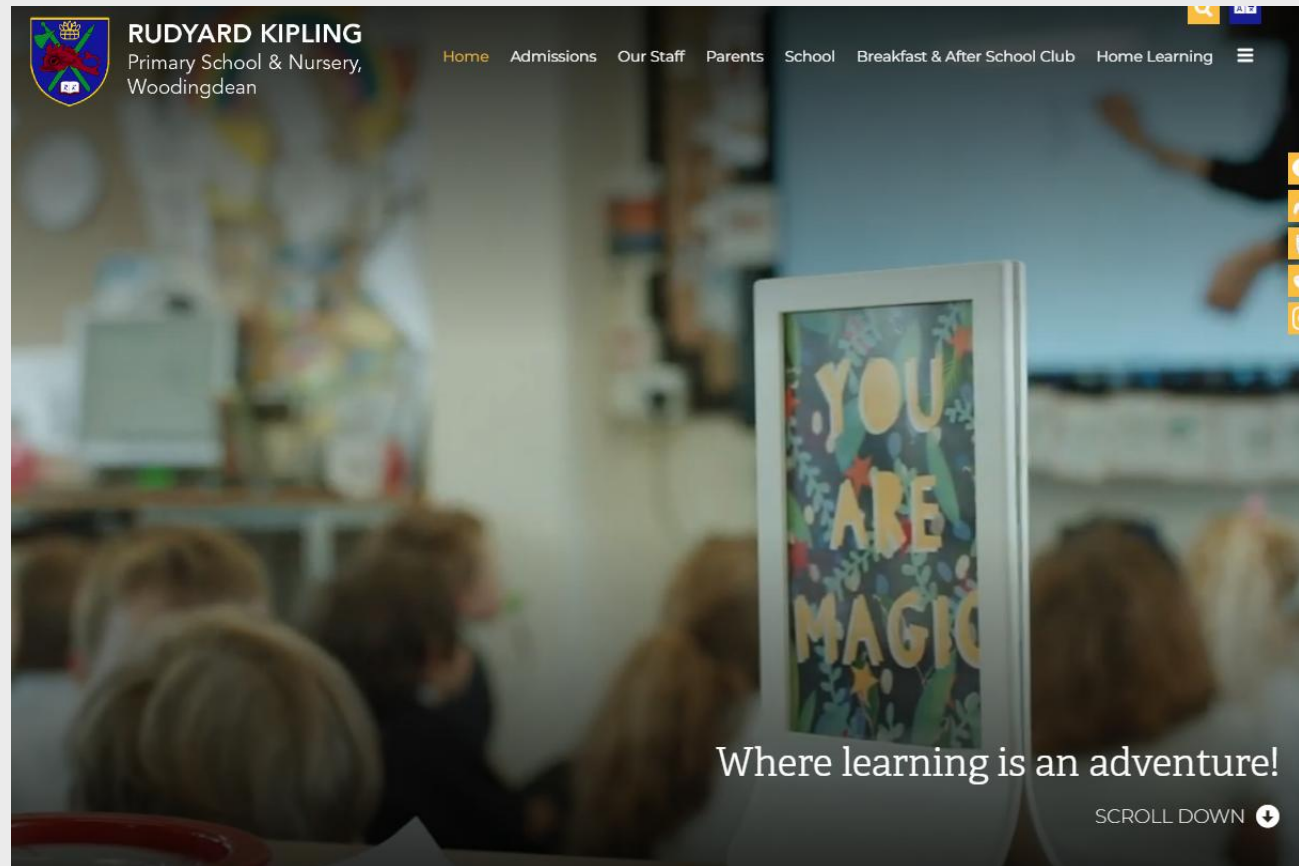 RUDYARD KIPLING
Primary School & Nursery,
Woodingdean
Home Admissions Our Staff Parents School Breakfast & After School Club Home Learning
YOU
ARE
MAGIC
Where learning is an adventure!
SCROLL DOWN